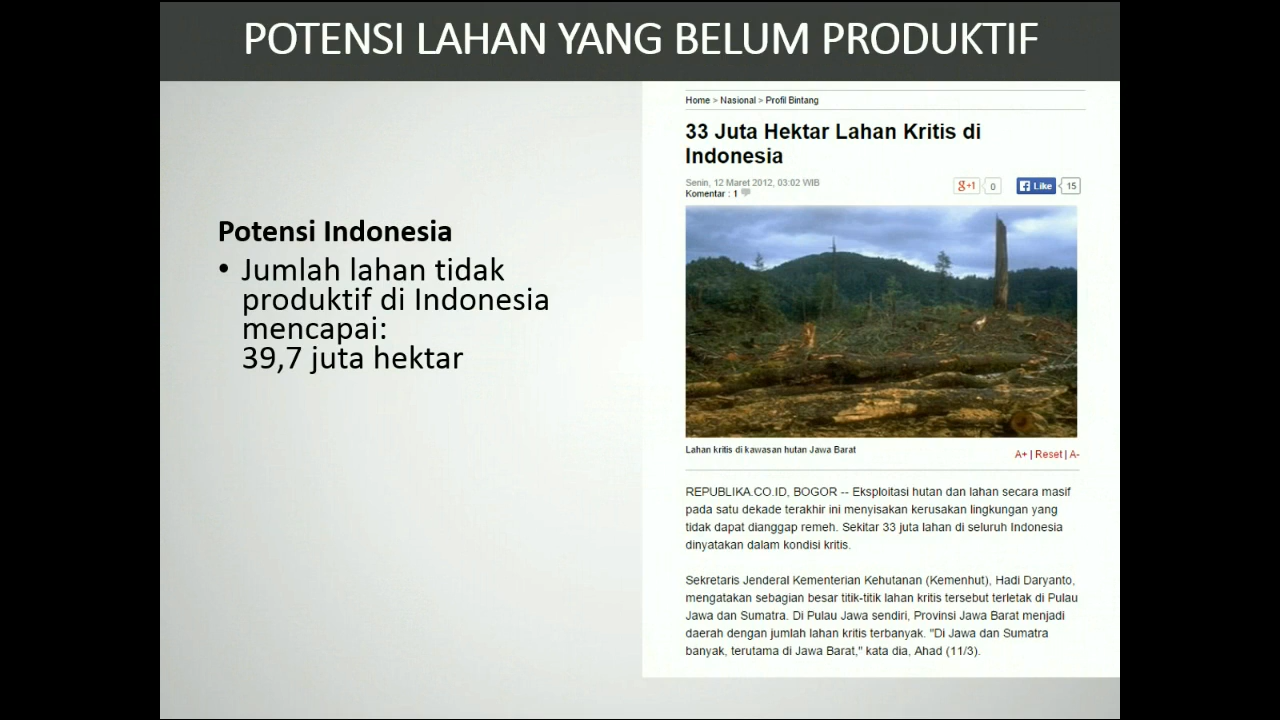 POTENSI LAHAN YANG BELUM PRODUKTIF
Potensi Indonesia
• Jumlah lahan tidak
produktif di Indonesia
mencapai:
39,7 juta hektar
Home > Nasional > Profil Bintang
33 Juta Hektar Lahan Kritis di
Indonesia
Senin, 12 Maret 2012, 03:02 WIB
Komentar : 1
g+1 0
Like 15
Lahan kritis di kawasan hutan Jawa Barat
A+ | Reset | A-
REPUBLIKA.CO.ID, BOGOR -- Eksploitasi hutan dan lahan secara masif
pada satu dekade terakhir ini menyisakan kerusakan lingkungan yang
tidak dapat dianggap remeh. Sekitar 33 juta lahan di seluruh Indonesia
dinyatakan dalam kondisi kritis.
Sekretaris Jenderal Kementerian Kehutanan (Kemenhut), Hadi Daryanto,
mengatakan sebagian besar titik-titik lahan kritis tersebut terletak di Pulau
Jawa dan Sumatra. Di Pulau Jawa sendiri, Provinsi Jawa Barat menjadi
daerah dengan jumlah lahan kritis terbanyak. "Di Jawa dan Sumatra
banyak, terutama di Jawa Barat," kata dia, Ahad (11/3).